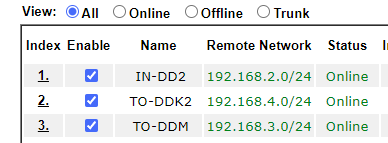 View: All Online Offline Trunk
Index Enable Name Remote Network Status
1. IN-DD2 192.168.2.0/24 Online
2. TO-DDK2 192.168.4.0/24 Online
3. TO-DDM 192.168.3.0/24 Online